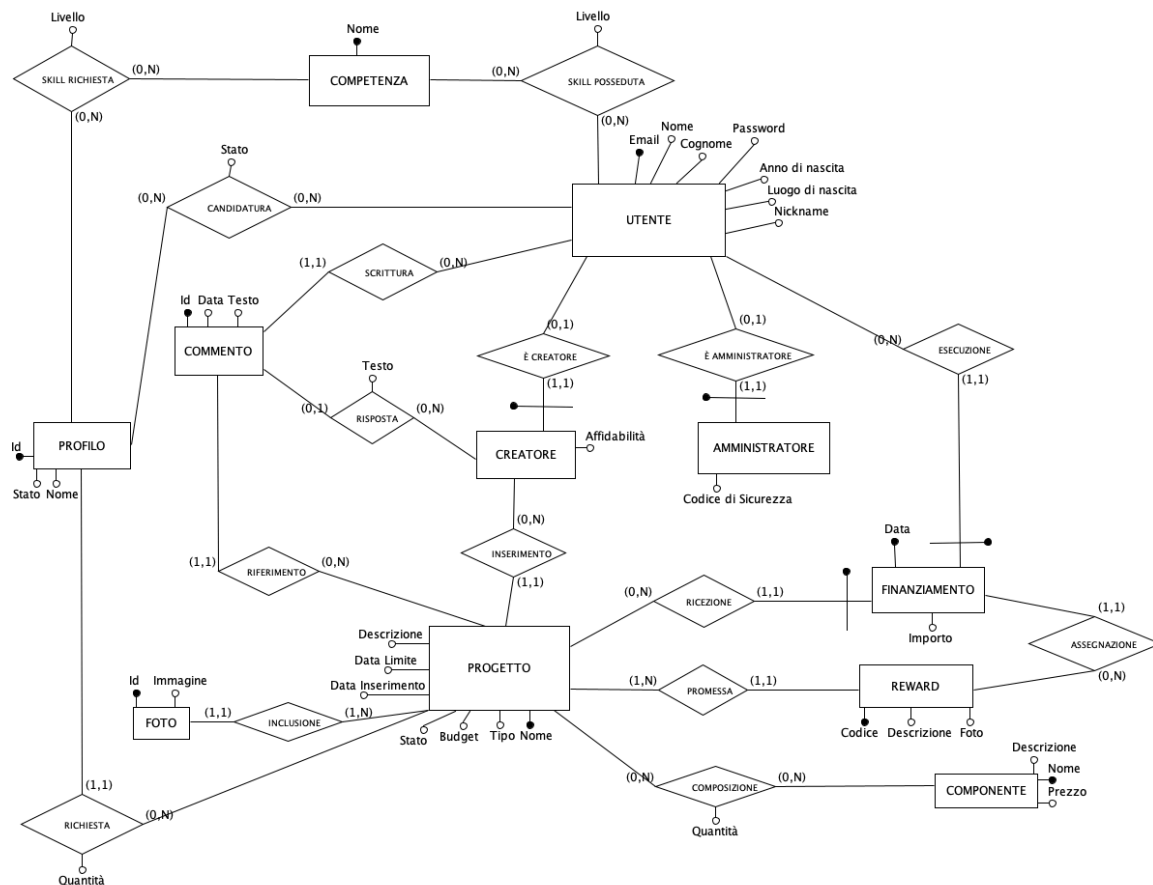 Livello
Livello
Nome
SKILL RICHIESTA
(0,N)
COMPETENZA
(0,N)
SKILL POSSEDUTA
(0,N)
(0,N)
Email
Nome
Cognome
Password
Stato
Anno di nascita
Luogo di nascita
Nickname
(0,N)
CANDIDATURA
(0,N)
UTENTE
(1,1)
SCRITTURA
(0,N)
Id
Data
Testo
COMMENTO
(0,1)
È CREATORE
(1,1)
(0,1)
È AMMINISTRATORE
(1,1)
(0,N)
ESECUZIONE
(1,1)
Testo
(0,1)
RISPOSTA
(0,N)
Id
PROFILO
Stato
Nome
CREATORE
Affidabilità
AMMINISTRATORE
Codice di Sicurezza
(0,N)
INSERIMENTO
(1,1)
(1,1)
RIFERIMENTO
(0,N)
Data
FINANZIAMENTO
Importo
(0,N)
RICEZIONE
(1,1)
(1,1)
ASSEGNAZIONE
(0,N)
Descrizione
Data Limite
Data Inserimento
PROGETTO
Stato
Budget
Tipo
Nome
(1,N)
PROMESSA
(1,1)
REWARD
Codice
Descrizione
Foto
Id
Immagine
FOTO
(1,1)
INCLUSIONE
(1,N)
(0,N)
COMPOSIZIONE
(0,N)
Quantità
Descrizione
Nome
Prezzo
COMPONENTE
(1,1)
RICHIESTA
(0,N)
Quantità